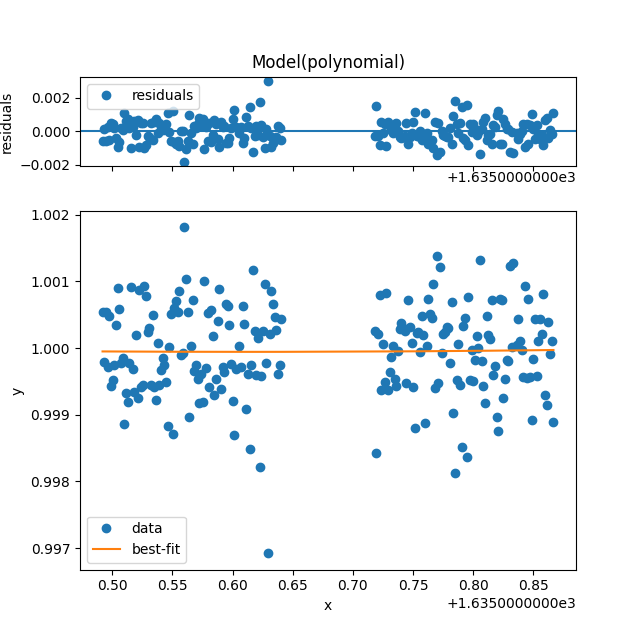 Model(polynomial)
residuals
0.002
0.000
−0.002
residuals
+1.6350000000e3
1.002
1.001
1.000
0.999
0.998
0.997
y
data
best-fit
0.50 0.55 0.60 0.65 0.70 0.75 0.80 0.85
x
+1.6350000000e3